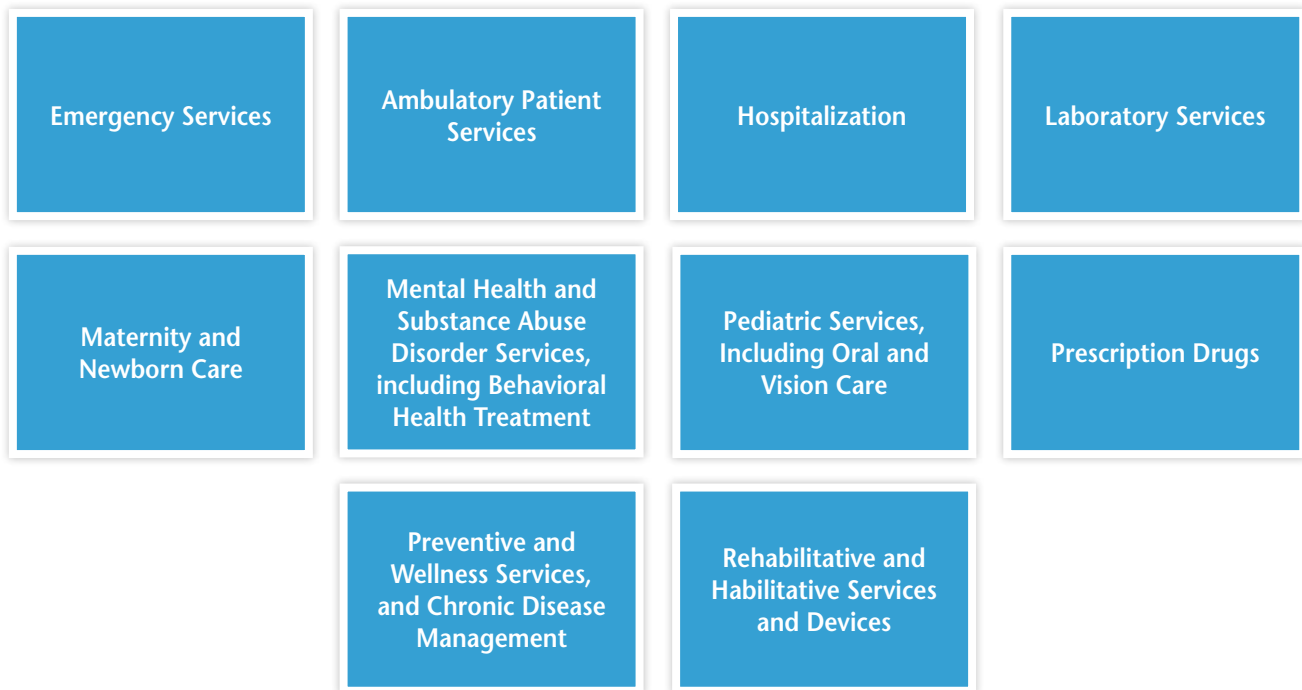 Emergency Services
Ambulatory Patient
Services
Hospitalization
Laboratory Services
Maternity and
Newborn Care
Mental Health and
Substance Abuse
Disorder Services,
including Behavioral
Health Treatment
Pediatric Services,
Including Oral and
Vision Care
Prescription Drugs
Preventive and
Wellness Services,
and Chronic Disease
Management
Rehabilitative and
Habilitative Services
and Devices